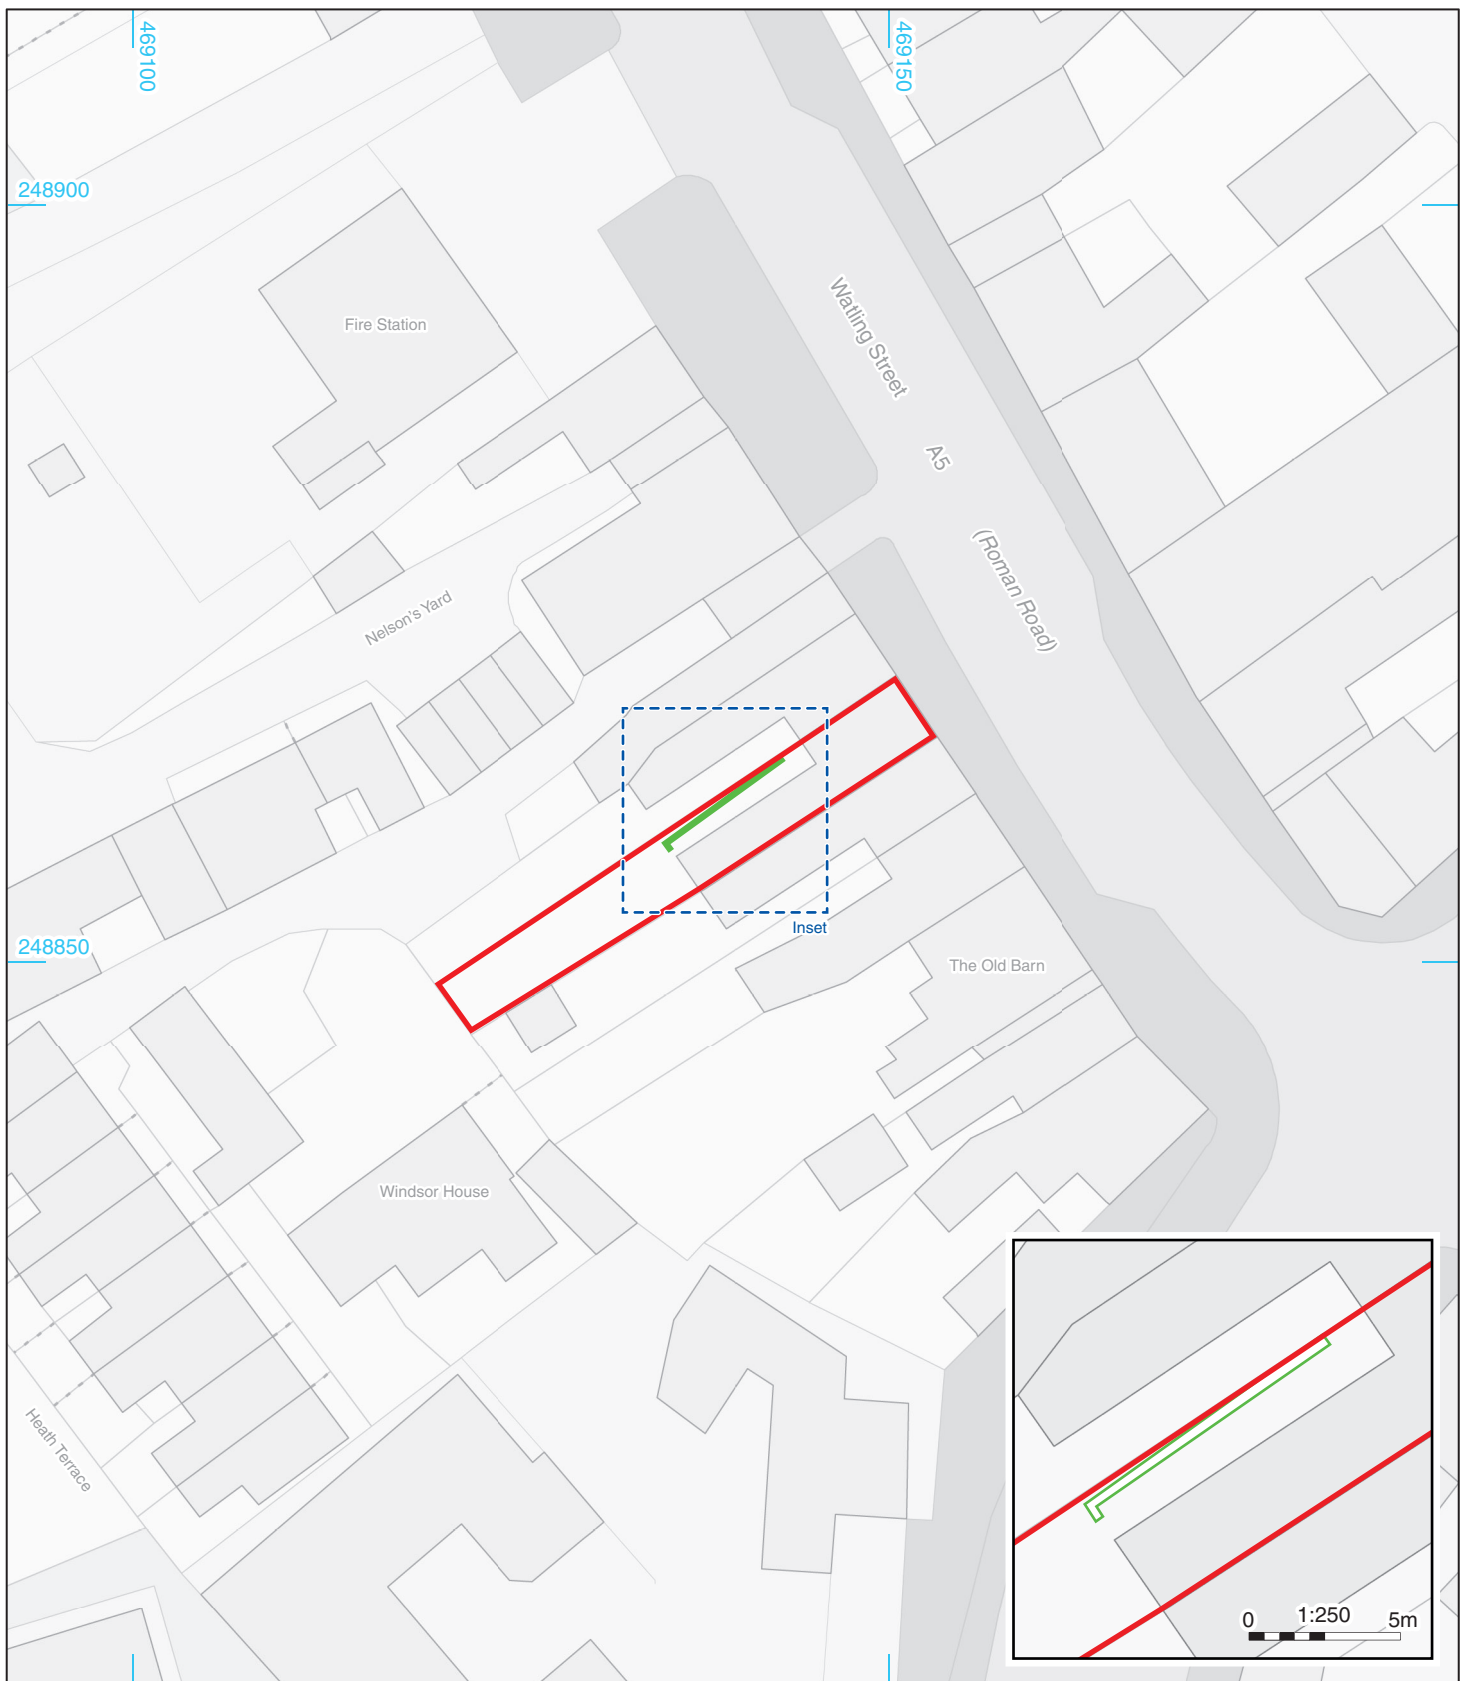 469100
469150
248900
Fire Station
Watling Street
A5
(Roman Road)
Nelson's Yard
Inset
248850
The Old Barn
Windsor House
Heath Terrace
0 1:250 5m